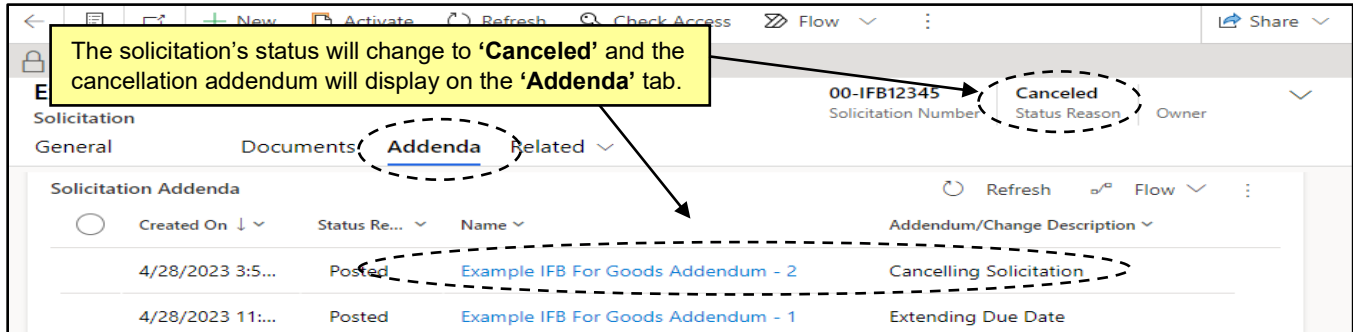 New Activate Refresh Check Access Flow Share
The solicitation's status will change to 'Canceled' and the
cancellation addendum will display on the 'Addenda' tab.
E
00-IFB12345 Canceled
Solicitation
Solicitation Number Status Reason Owner
General Documents Addenda Related
Solicitation Addenda Refresh Flow
Created On Status Re... Name Addendum/Change Description
4/28/2023 3:5... Posted Example IFB For Goods Addendum - 2 Cancelling Solicitation
4/28/2023 11:... Posted Example IFB For Goods Addendum - 1 Extending Due Date